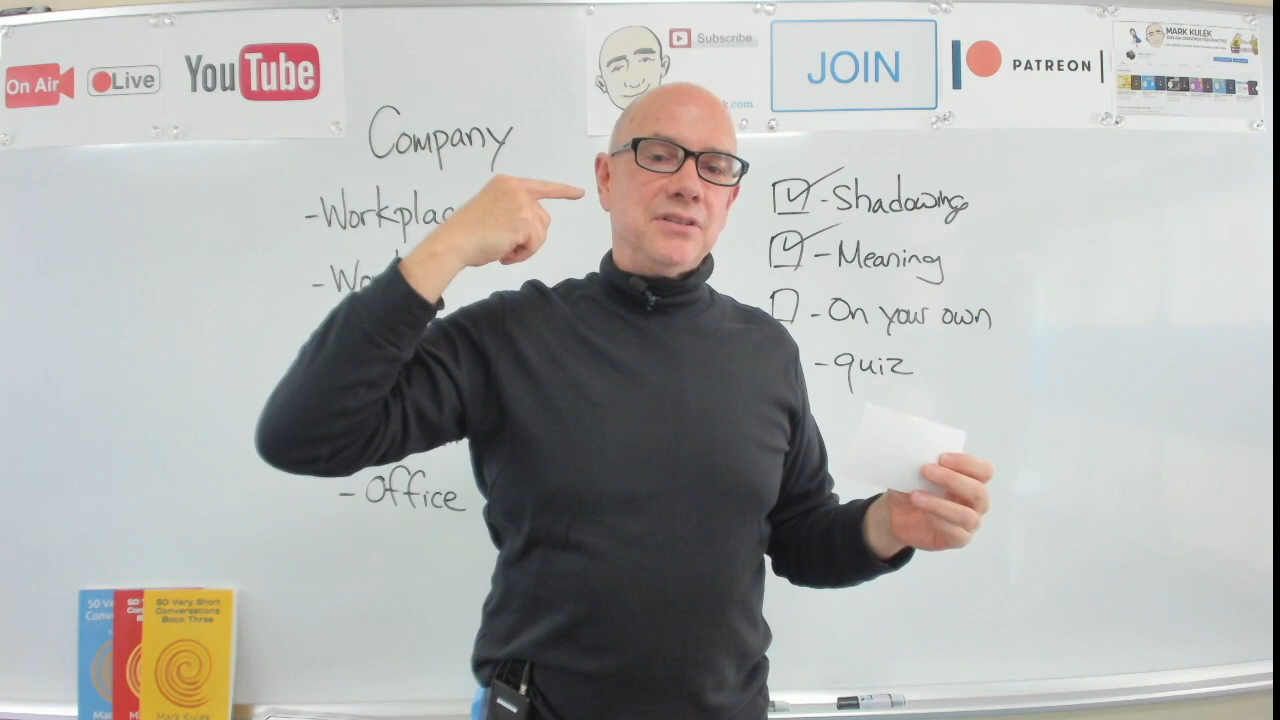 On Air
Live
YouTube
Subscribe
JOIN
PATREON
MARK KULEK
Company
- Workplac
- Wo
- Office
- Shadowing
- Meaning
- On your own
- quiz
50 Very Short
Conversations
Book Three
Mark Kulek